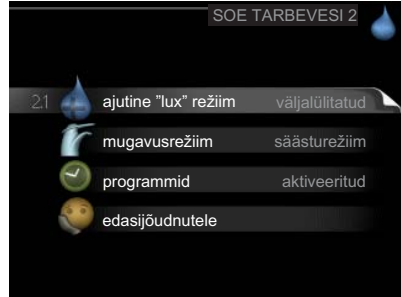 SOE TARBEVESI 2
2.1 ajutine ”lux” režiim väljalülitatud
mugavusrežiim säästurežiim
programmid aktiveeritud
edasijõudnutele